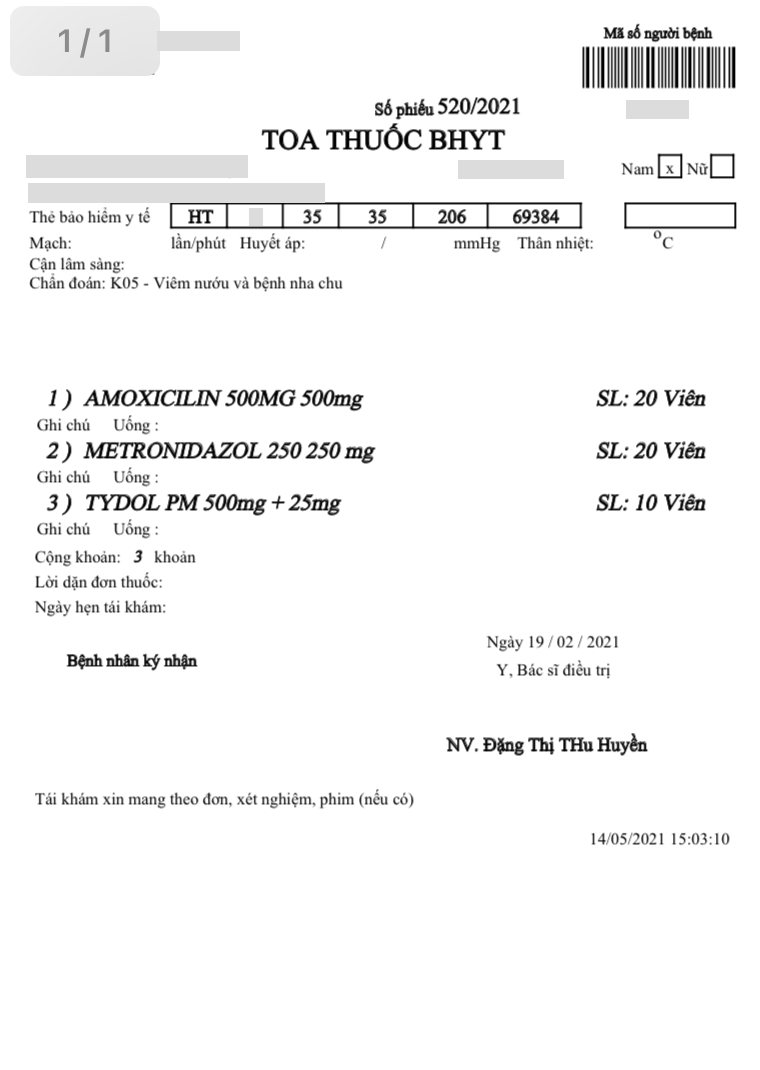 1/1
Mã số người bệnh
Số phiếu 520/2021
TOA THUỐC BHYT
Nam x Nữ
Thẻ bảo hiểm y tế HT 35 35 206 69384
Mạch: lần/phút Huyết áp: / mmHg Thân nhiệt: °C
Cận lâm sàng:
Chẩn đoán: K05 - Viêm nướu và bệnh nha chu
1 ) AMOXICILIN 500MG 500mg SL: 20 Viên
Ghi chú Uống :
2 ) METRONIDAZOL 250 250 mg SL: 20 Viên
Ghi chú Uống :
3 ) TYDOL PM 500mg + 25mg SL: 10 Viên
Ghi chú Uống :
Cộng khoản: 3 khoản
Lời dặn đơn thuốc:
Ngày hẹn tái khám:
Ngày 19 / 02 / 2021
Bệnh nhân ký nhận
Y, Bác sĩ điều trị
NV. Đặng Thị THu Huyền
Tái khám xin mang theo đơn, xét nghiệm, phim (nếu có)
14/05/2021 15:03:10